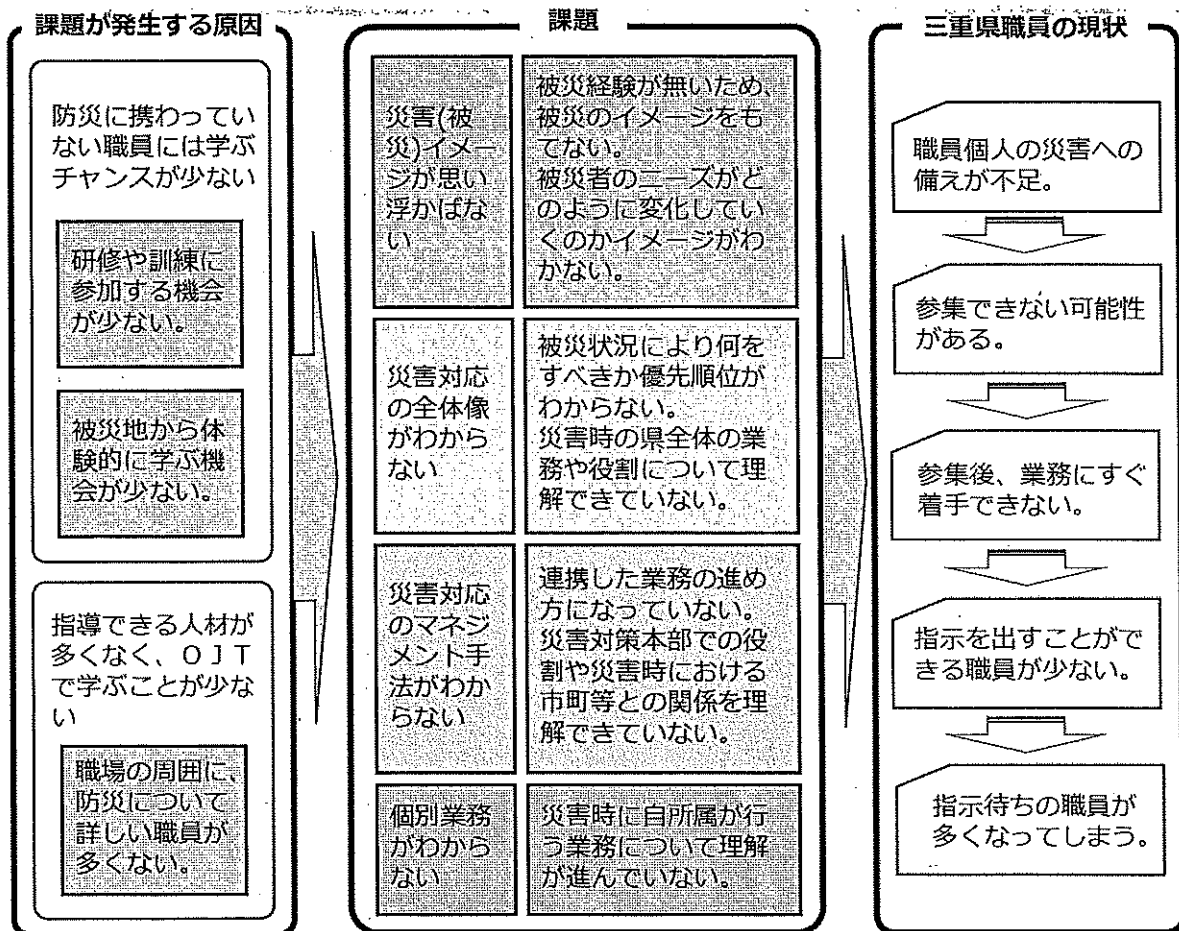 課題が発生する原因
防災に携わってい
ない職員には学ぶ
チャンスが少ない
研修や訓練に
参加する機会
が少ない。
被災地から体
験的に学ぶ機
会が少ない。
指導できる人材が
多くなく、OJT
で学ぶことが少な
い
職場の周囲に、
防災について
詳しい職員が
多くない。
課題
災害(被
災)イメー
ジが思い
浮かばな
い
被災経験が無いため、
被災のイメージをも
てない。
被災者のニーズがど
のように変化してい
くのかイメージがわ
かない。
災害対応
の全体像
がわから
ない
被災状況により何を
すべきか優先順位が
わからない。
災害時の県全体の業
務や役割について理
解できていない。
災害対応
のマネジ
メント手
法がわか
らない
連携した業務の進め
方になっていない。
災害対策本部での役
割や災害時における
市町等との関係を理
解できていない。
個別業務
がわから
ない
災害時に自所属が行
う業務について理解
が進んでいない。
三重県職員の現状
職員個人の災害への
備えが不足。
参集できない可能性
がある。
参集後、業務にすぐ
着手できない。
指示を出すことがで
きる職員が少ない。
指示待ちの職員が
多くなってしまう。